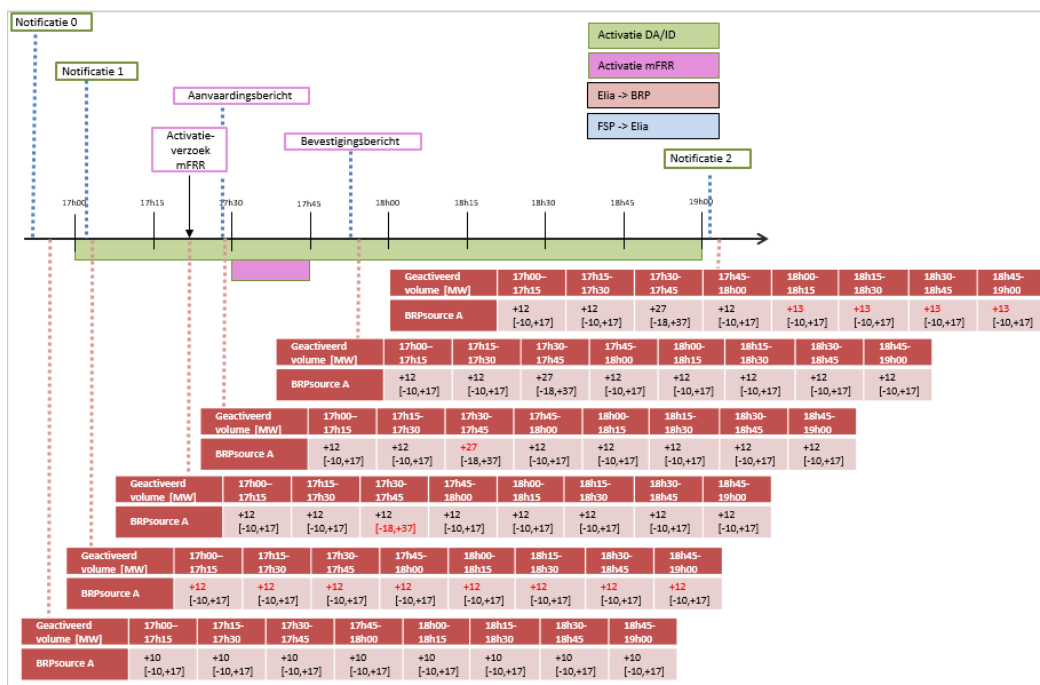 Notificatie 0
Activatie DA/ID
Notificatie 1
Activatie mFRR
Aanvaardingsbericht
Elia -> BRP
FSP -> Elia
Activatie-
verzoek
mFRR
Bevestigingsbericht
Notificatie 2
17h00 17h15 17h30 17h45 18h00 18h15 18h30 18h45 19h00
Geactiveerd 17h00– 17h15- 17h30- 17h45- 18h00- 18h15- 18h30- 18h45-
volume [MW] 17h15 17h30 17h45 18h00 18h15 18h30 18h45 19h00
BRPsource A +12 +12 +27 +12 +13 +13 +13 +13
[-10,+17] [-10,+17] [-18,+37] [-10,+17] [-10,+17] [-10,+17] [-10,+17] [-10,+17]
Geactiveerd 17h00– 17h15- 17h30- 17h45- 18h00- 18h15- 18h30- 18h45-
volume [MW] 17h15 17h30 17h45 18h00 18h15 18h30 18h45 19h00
BRPsource A +12 +12 +27 +12 +12 +12 +12 +12
[-10,+17] [-10,+17] [-18,+37] [-10,+17] [-10,+17] [-10,+17] [-10,+17] [-10,+17]
Geactiveerd 17h00– 17h15- 17h30- 17h45- 18h00- 18h15- 18h30- 18h45-
volume [MW] 17h15 17h30 17h45 18h00 18h15 18h30 18h45 19h00
BRPsource A +12 +12 +27 +12 +12 +12 +12 +12
[-10,+17] [-10,+17] [-18,+37] [-10,+17] [-10,+17] [-10,+17] [-10,+17] [-10,+17]
Geactiveerd 17h00– 17h15- 17h30- 17h45- 18h00- 18h15- 18h30- 18h45-
volume [MW] 17h15 17h30 17h45 18h00 18h15 18h30 18h45 19h00
BRPsource A +12 +12 +12 +12 +12 +12 +12 +12
[-10,+17] [-10,+17] [-18,+37] [-10,+17] [-10,+17] [-10,+17] [-10,+17] [-10,+17]
Geactiveerd 17h00– 17h15- 17h30- 17h45- 18h00- 18h15- 18h30- 18h45-
volume [MW] 17h15 17h30 17h45 18h00 18h15 18h30 18h45 19h00
BRPsource A +12 +12 +12 +12 +12 +12 +12 +12
[-10,+17] [-10,+17] [-10,+17] [-10,+17] [-10,+17] [-10,+17] [-10,+17] [-10,+17]
Geactiveerd 17h00– 17h15- 17h30- 17h45- 18h00- 18h15- 18h30- 18h45-
volume [MW] 17h15 17h30 17h45 18h00 18h15 18h30 18h45 19h00
BRPsource A +10 +10 +10 +10 +10 +10 +10 +10
[-10,+17] [-10,+17] [-10,+17] [-10,+17] [-10,+17] [-10,+17] [-10,+17] [-10,+17]